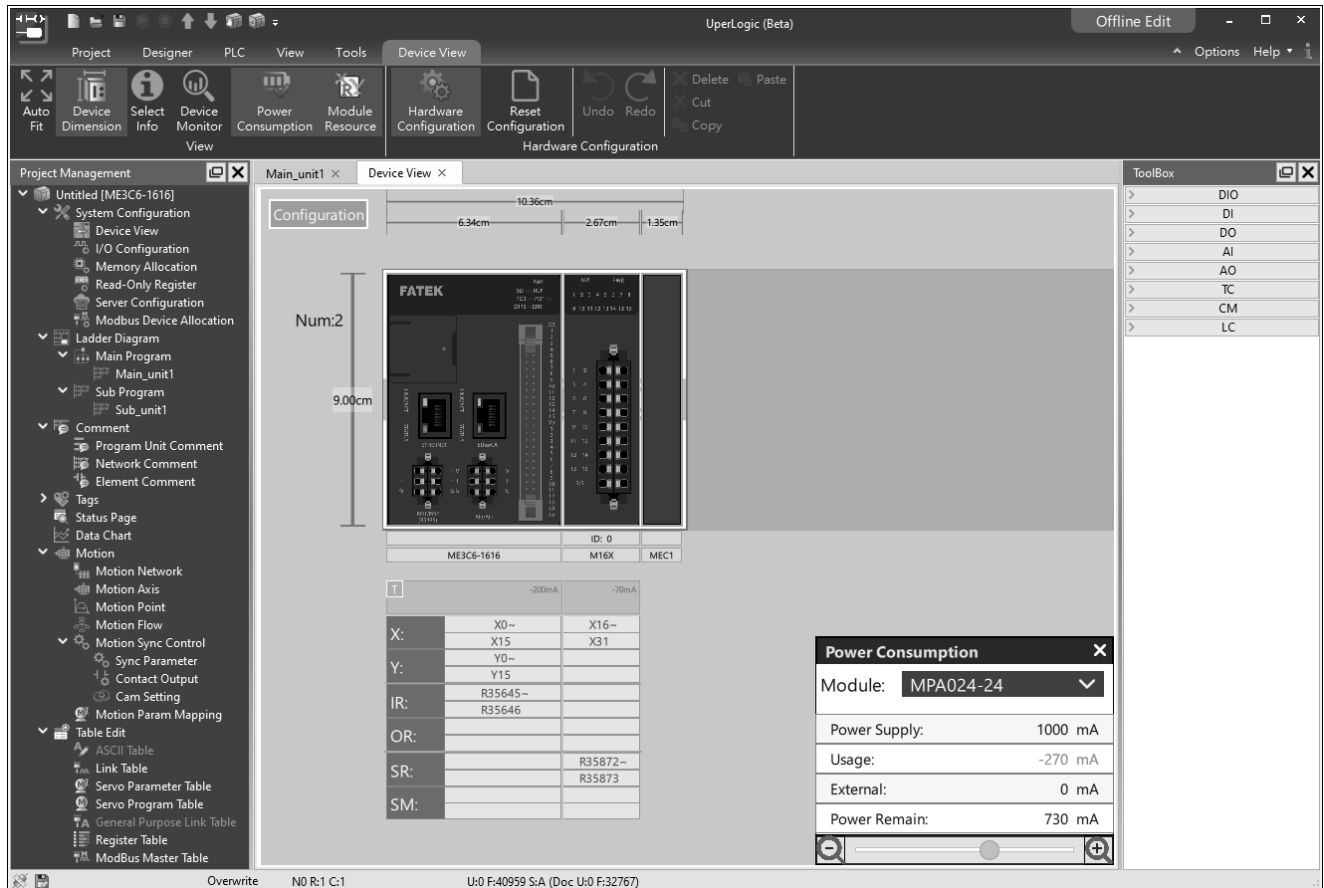 UperLogic (Beta)
Offline Edit
Project Designer PLC View Tools Device View
Options Help
Auto Fit
Device Dimension
Select Info
Device Monitor
Power Consumption
Module Resource
View
Hardware Configuration
Reset Configuration
Undo Redo
Delete Paste
Cut
Copy
Hardware Configuration
Project Management
Untitled [ME3C6-1616]
System Configuration
Device View
I/O Configuration
Memory Allocation
Read-Only Register
Server Configuration
Modbus Device Allocation
Ladder Diagram
Main Program
Main_unit1
Sub Program
Sub_unit1
Comment
Program Unit Comment
Network Comment
Element Comment
Tags
Status Page
Data Chart
Motion
Motion Network
Motion Axis
Motion Point
Motion Flow
Motion Sync Control
Sync Parameter
Contact Output
Cam Setting
Motion Param Mapping
Table Edit
ASCII Table
Link Table
Servo Parameter Table
Servo Program Table
General Purpose Link Table
Register Table
ModBus Master Table
Main_unit1 × Device View ×
Configuration
10.36cm
6.34cm 2.67cm 1.35cm
Num:2
9.00cm
FATEK
ID: 0
ME3C6-1616 M16X MEC1
T -200mA -70mA
X: X0~ X16~
X15 X31
Y: Y0~
Y15
IR: R35645~
R35646
OR:
SR: R35872~
R35873
SM:
Power Consumption
Module: MPA024-24
Power Supply: 1000 mA
Usage: -270 mA
External: 0 mA
Power Remain: 730 mA
ToolBox
DIO
DI
DO
AI
AO
TC
CM
LC
Overwrite N0 R:1 C:1 U:0 F:40959 S:A (Doc U:0 F:32767)